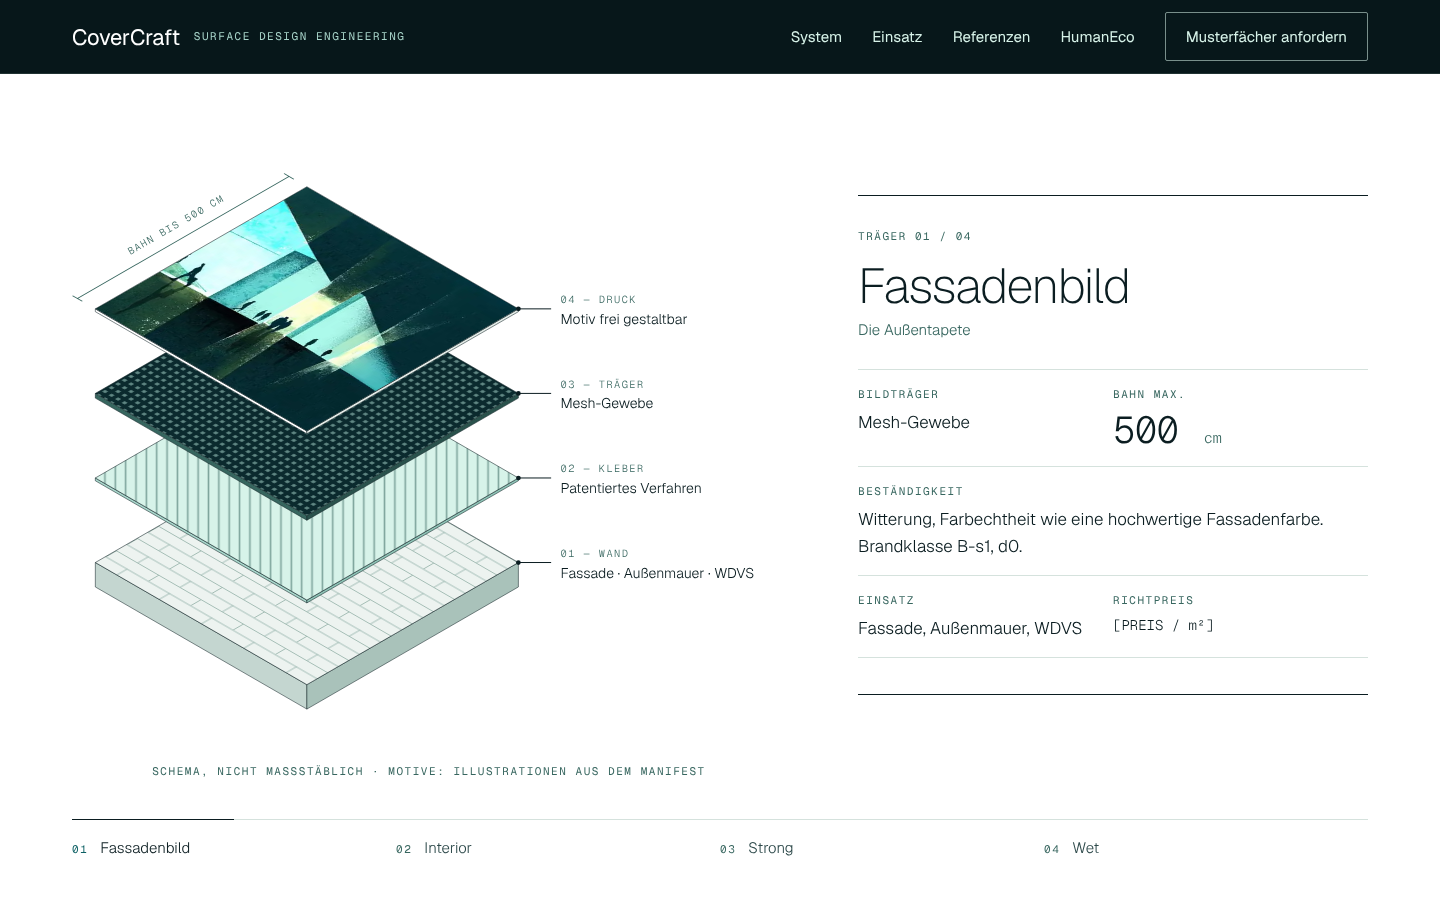 CoverCraft SURFACE DESIGN ENGINEERING System Einsatz Referenzen HumanEco Musterfächer anfordern
BAHN BIS 500 CM
04 — DRUCK
Motiv frei gestaltbar
03 — TRÄGER
Mesh-Gewebe
02 — KLEBER
Patentiertes Verfahren
01 — WAND
Fassade · Außenmauer · WDVS
SCHEMA, NICHT MASSSTÄBLICH · MOTIVE: ILLUSTRATIONEN AUS DEM MANIFEST
TRÄGER 01 / 04
Fassadenbild
Die Außentapete
BILDTRÄGER
Mesh-Gewebe
BAHN MAX.
500 cm
BESTÄNDIGKEIT
Witterung, Farbechtheit wie eine hochwertige Fassadenfarbe.
Brandklasse B-s1, d0.
EINSATZ
Fassade, Außenmauer, WDVS
RICHTPREIS
[PREIS / m²]
01 Fassadenbild
02 Interior
03 Strong
04 Wet